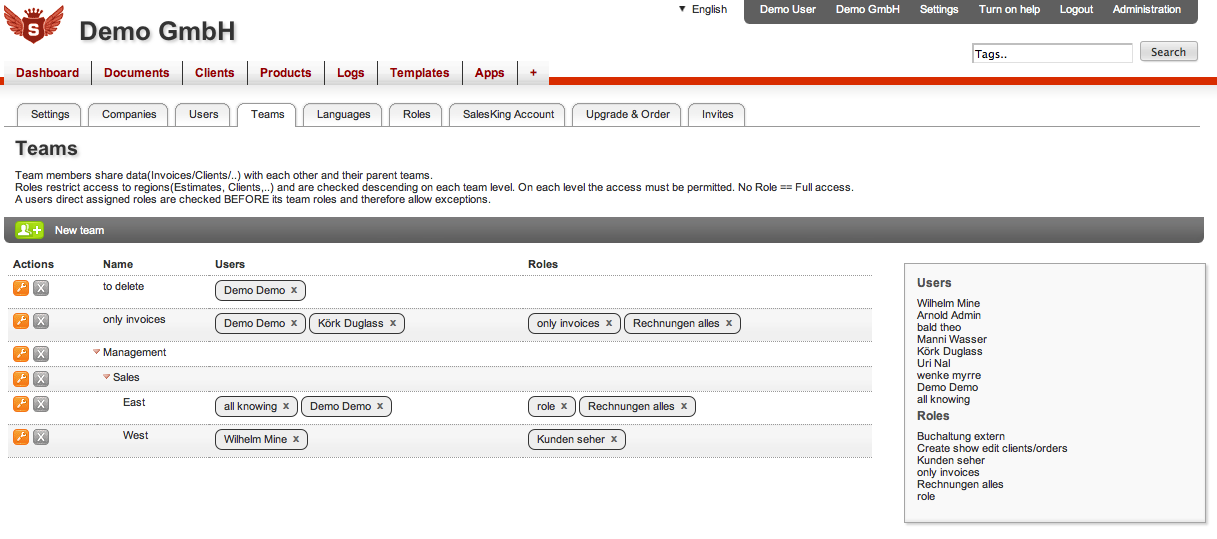 ▼ English Demo User Demo GmbH Settings Turn on help Logout Administration
S
Demo GmbH
Tags.. Search
Dashboard Documents Clients Products Logs Templates Apps +
Settings Companies Users Teams Languages Roles SalesKing Account Upgrade & Order Invites
Teams
Team members share data(Invoices/Clients/..) with each other and their parent teams.
Roles restrict access to regions(Estimates, Clients,..) and are checked descending on each team level. On each level the access must be permitted. No Role == Full access.
A users direct assigned roles are checked BEFORE its team roles and therefore allow exceptions.
New team
Actions Name Users Roles
X to delete Demo Demo x
X only invoices Demo Demo x Körk Duglass x only invoices x Rechnungen alles x
X Management
X Sales
X East all knowing x Demo Demo x role x Rechnungen alles x
X West Wilhelm Mine x Kunden seher x
Users
Wilhelm Mine
Arnold Admin
bald theo
Manni Wasser
Körk Duglass
Uri Nal
wenke myrre
Demo Demo
all knowing
Roles
Buchaltung extern
Create show edit clients/orders
Kunden seher
only invoices
Rechnungen alles
role